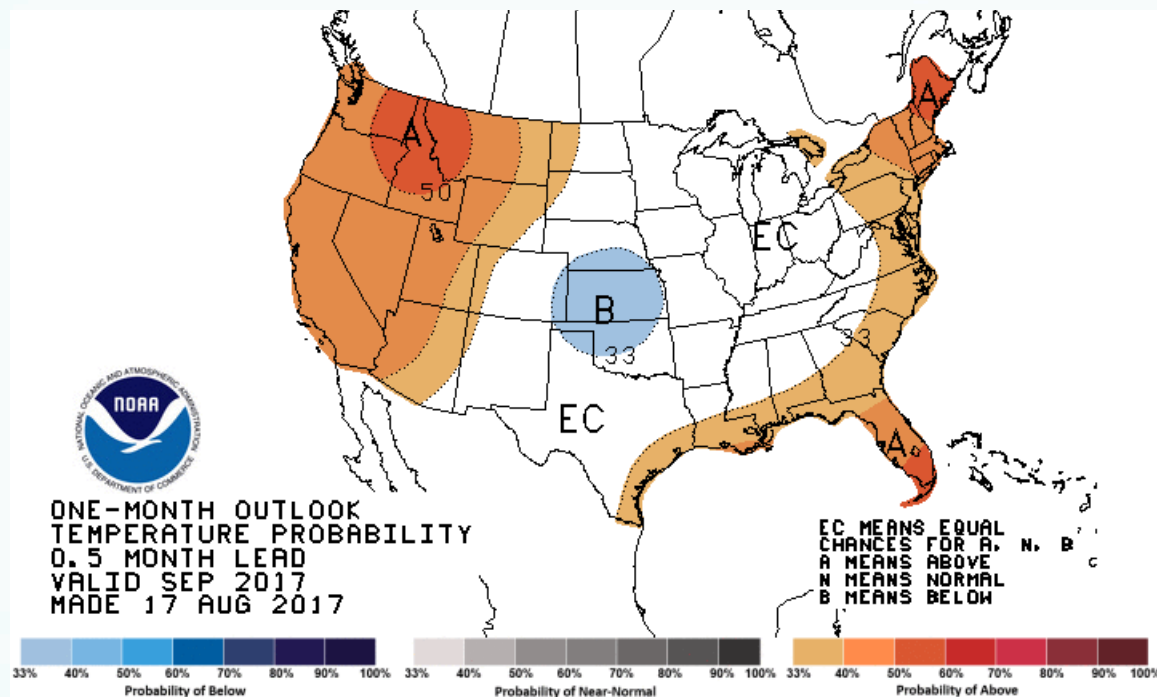 A
A
50
EC
B
33
33
EC
A
NOAA
NATIONAL OCEANIC AND ATMOSPHERIC ADMINISTRATION
U.S. DEPARTMENT OF COMMERCE
ONE-MONTH OUTLOOK
TEMPERATURE PROBABILITY
0.5 MONTH LEAD
VALID SEP 2017
MADE 17 AUG 2017
EC MEANS EQUAL
CHANCES FOR A, N, B
A MEANS ABOVE
N MEANS NORMAL
B MEANS BELOW
33% 40% 50% 60% 70% 80% 90% 100%
Probability of Below
33% 40% 50% 60% 70% 80% 90% 100%
Probability of Near-Normal
33% 40% 50% 60% 70% 80% 90% 100%
Probability of Above